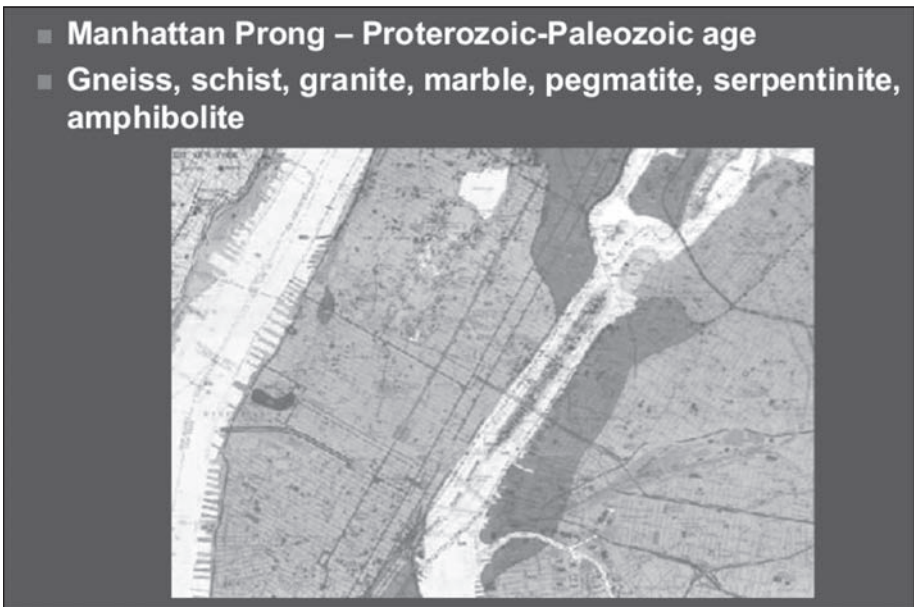 Manhattan Prong – Proterozoic-Paleozoic age
Gneiss, schist, granite, marble, pegmatite, serpentinite,
amphibolite